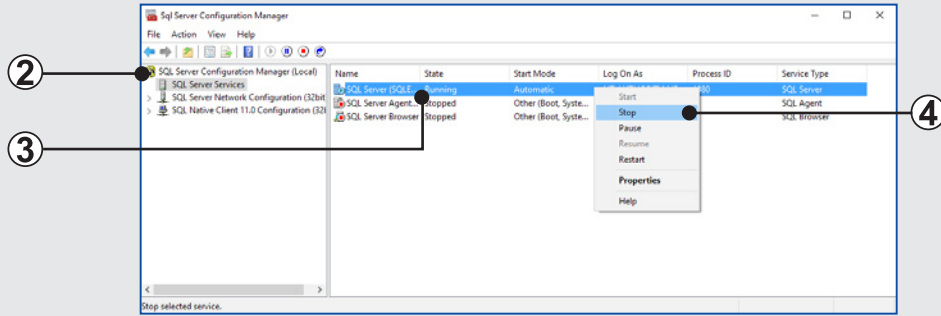 Sql Server Configuration Manager
File Action View Help
2
SQL Server Configuration Manager (Local)
SQL Server Services
SQL Server Network Configuration (32bit
SQL Native Client 11.0 Configuration (32
Name State Start Mode Log On As Process ID Service Type
SQL Server (SQLE... Running Automatic SQL Server
SQL Server Agent... Stopped Other (Boot, Syste... SQL Agent
SQL Server Browser Stopped Other (Boot, Syste... SQL Browser
Start
Stop
Pause
Resume
Restart
Properties
Help
3
4
Stop selected service.